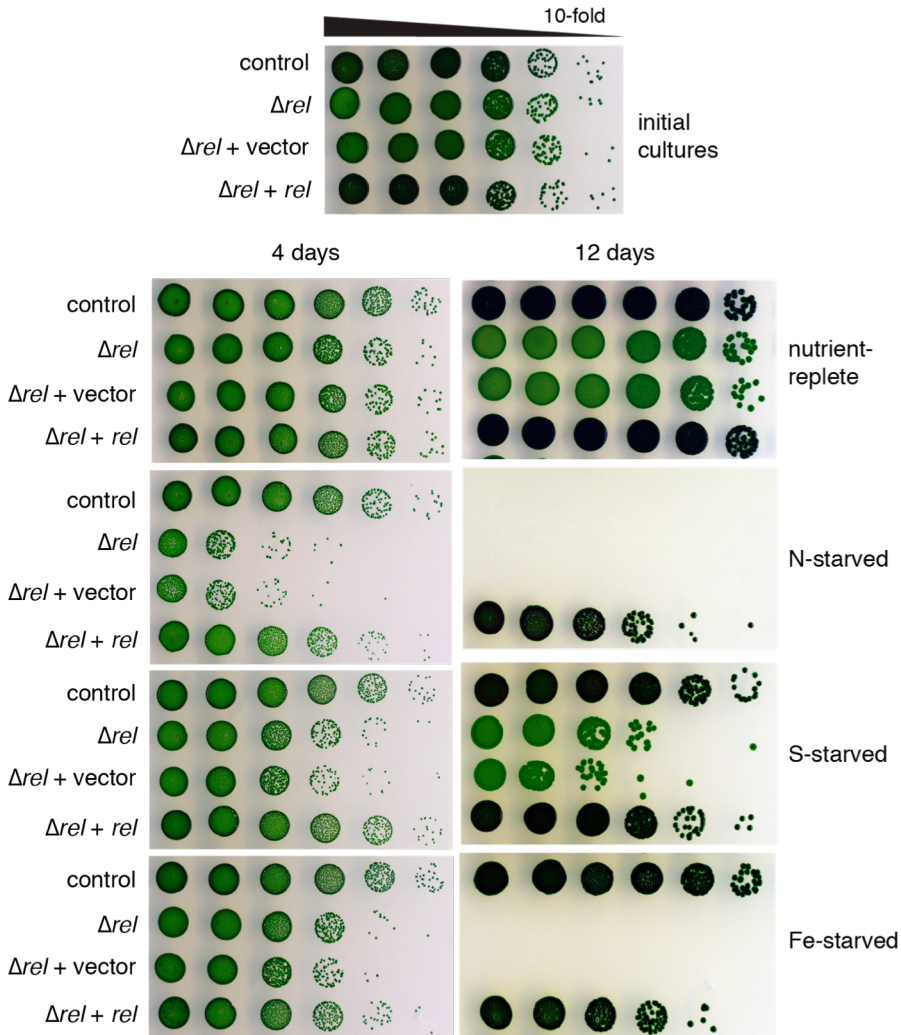 10-fold
control
Δrel
Δrel + vector
Δrel + rel
initial
cultures
4 days
12 days
control
Δrel
Δrel + vector
Δrel + rel
nutrient-
replete
control
Δrel
Δrel + vector
Δrel + rel
N-starved
control
Δrel
Δrel + vector
Δrel + rel
S-starved
control
Δrel
Δrel + vector
Δrel + rel
Fe-starved